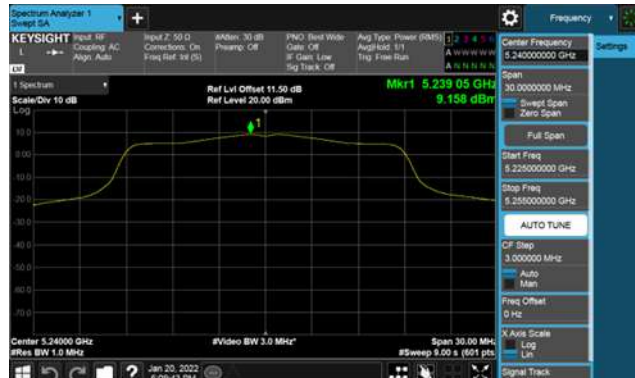 Spectrum Analyzer 1
Swept SA
Frequency
KEYSIGHT
Input: RF
Coupling: AC
Align: Auto
Input Z: 50 Ω
Corrections: On
Freq Ref: Int (S)
#Atten: 30 dB
Preamp: Off
PNO: Best Wide
Gate: Off
IF Gain: Low
Sig Track: Off
Avg Type: Power (RMS)
Avg|Hold: 1/1
Trig: Free Run
1 2 3 4 5 6
A W W W W W
A N N N N N
L
LXI
1 Spectrum
Scale/Div 10 dB
Log
Ref Lvl Offset 11.50 dB
Ref Level 20.00 dBm
Mkr1 5.239 05 GHz
9.158 dBm
1
10.0
0.00
-10.0
-20.0
-30.0
-40.0
-50.0
-60.0
-70.0
Center 5.24000 GHz
#Res BW 1.0 MHz
#Video BW 3.0 MHz*
Span 30.00 MHz
#Sweep 9.00 s (601 pts)
Jan 20, 2022
Center Frequency
5.240000000 GHz
Settings
Span
30.0000000 MHz
Swept Span
Zero Span
Full Span
Start Freq
5.225000000 GHz
Stop Freq
5.255000000 GHz
AUTO TUNE
CF Step
3.000000 MHz
Auto
Man
Freq Offset
0 Hz
X Axis Scale
Log
Lin
Signal Track